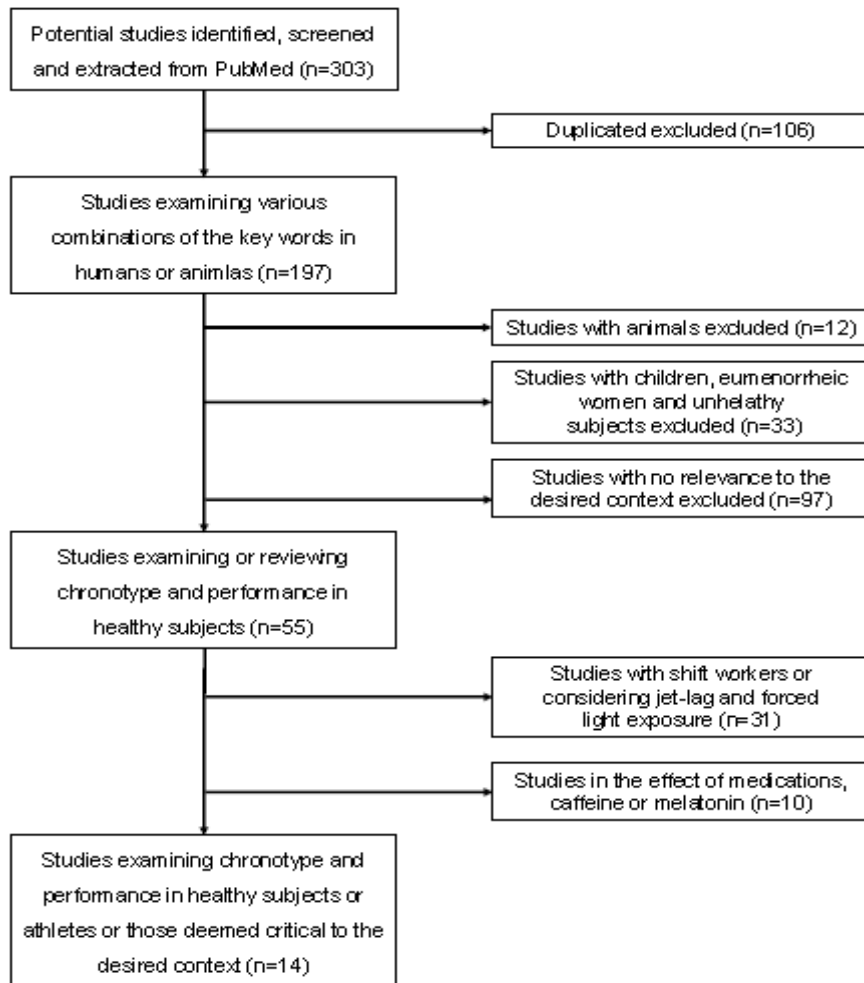 Potential studies identified, screened
and extracted from PubMed (n=303)
Duplicated excluded (n=106)
Studies examining various
combinations of the key words in
humans or animlas (n=197)
Studies with animals excluded (n=12)
Studies with children, eumenorrheic
women and unhelathy
subjects excluded (n=33)
Studies with no relevance to the
desired context excluded (n=97)
Studies examining or reviewing
chronotype and performance in
healthy subjects (n=55)
Studies with shift workers or
considering jet-lag and forced
light exposure (n=31)
Studies in the effect of medications,
caffeine or melatonin (n=10)
Studies examining chronotype and
performance in healthy subjects or
athletes or those deemed critical to the
desired context (n=14)